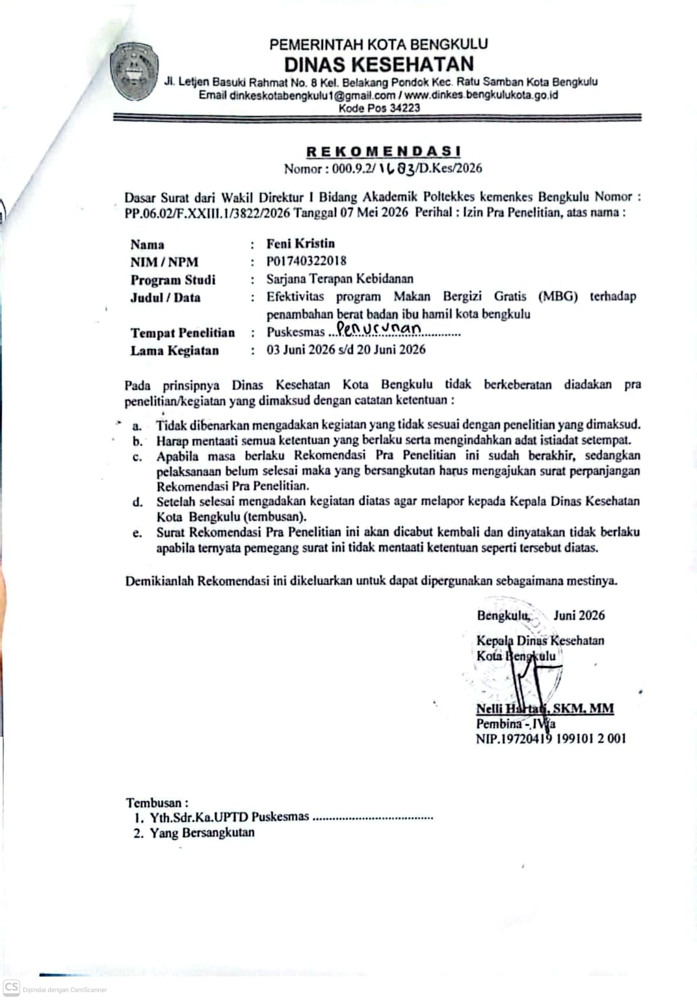 PEMERINTAH KOTA BENGKULU
DINAS KESEHATAN
Jl. Letjen Basuki Rahmat No. 8 Kel. Belakang Pondok Kec. Ratu Samban Kota Bengkulu
Email dinkeskotabengkulu1@gmail.com / www.dinkes.bengkulukota.go.id
Kode Pos 34223
REKOMENDASI
Nomor : 000.9.2/ /D.Kes/2026
Dasar Surat dari Wakil Direktur I Bidang Akademik Poltekkes kemenkes Bengkulu Nomor :
PP.06.02/F.XXIII.1/3822/2026 Tanggal 07 Mei 2026 Perihal : Izin Pra Penelitian, atas nama :
Nama : Feni Kristin
NIM / NPM : P01740322018
Program Studi : Sarjana Terapan Kebidanan
Judul / Data : Efektivitas program Makan Bergizi Gratis (MBG) terhadap
penambahan berat badan ibu hamil kota bengkulu
Tempat Penelitian : Puskesmas ...Penurunan............
Lama Kegiatan : 03 Juni 2026 s/d 20 Juni 2026
Pada prinsipnya Dinas Kesehatan Kota Bengkulu tidak berkeberatan diadakan pra
penelitian/kegiatan yang dimaksud dengan catatan ketentuan :
a. Tidak dibenarkan mengadakan kegiatan yang tidak sesuai dengan penelitian yang dimaksud.
b. Harap mentaati semua ketentuan yang berlaku serta mengindahkan adat istiadat setempat.
c. Apabila masa berlaku Rekomendasi Pra Penelitian ini sudah berakhir, sedangkan
pelaksanaan belum selesai maka yang bersangkutan harus mengajukan surat perpanjangan
Rekomendasi Pra Penelitian.
d. Setelah selesai mengadakan kegiatan diatas agar melapor kepada Kepala Dinas Kesehatan
Kota Bengkulu (tembusan).
e. Surat Rekomendasi Pra Penelitian ini akan dicabut kembali dan dinyatakan tidak berlaku
apabila ternyata pemegang surat ini tidak mentaati ketentuan seperti tersebut diatas.
Demikianlah Rekomendasi ini dikeluarkan untuk dapat dipergunakan sebagaimana mestinya.
Bengkulu, Juni 2026
Kepala Dinas Kesehatan
Kota Bengkulu
Nelli Hartati, SKM, MM
Pembina - IV/a
NIP.19720419 199101 2 001
Tembusan :
1. Yth.Sdr.Ka.UPTD Puskesmas .....................................
2. Yang Bersangkutan
CS Dipindai dengan CamScanner